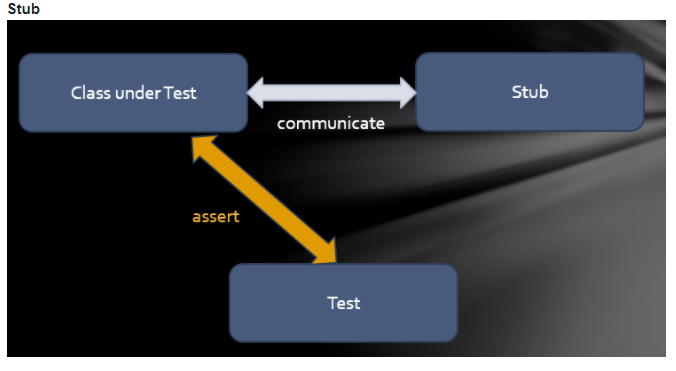 Stub
Class under Test
Stub
communicate
assert
Test